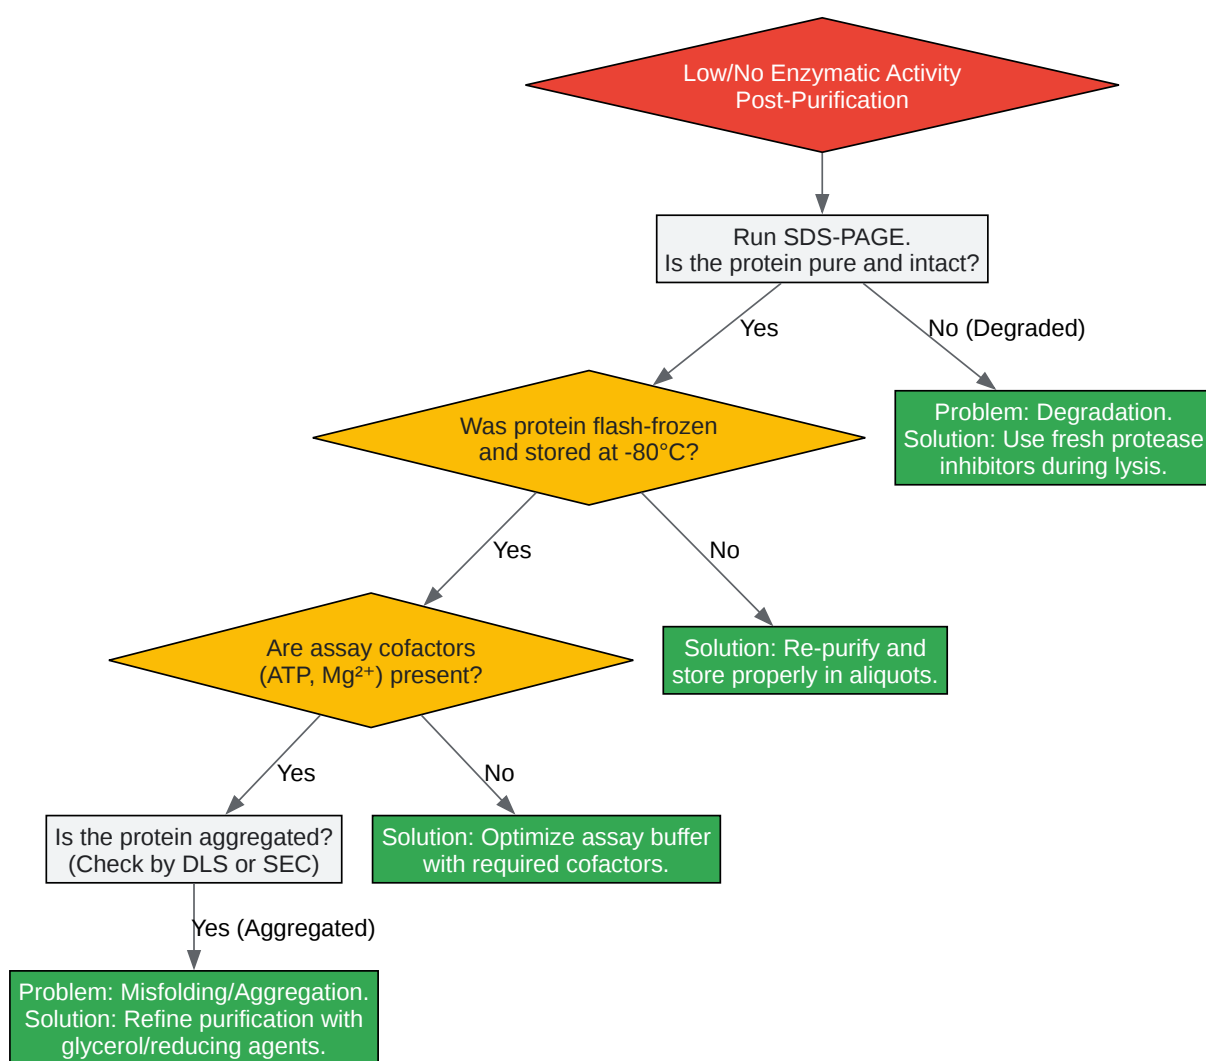 Low/No Enzymatic Activity
Post-Purification
Run SDS-PAGE.
Is the protein pure and intact?
Yes
No (Degraded)
Was protein flash-frozen
and stored at -80°C?
Problem: Degradation.
Solution: Use fresh protease
inhibitors during lysis.
Yes
No
Are assay cofactors
(ATP, Mg²⁺) present?
Solution: Re-purify and
store properly in aliquots.
Yes
No
Is the protein aggregated?
(Check by DLS or SEC)
Solution: Optimize assay buffer
with required cofactors.
Yes (Aggregated)
Problem: Misfolding/Aggregation.
Solution: Refine purification with
glycerol/reducing agents.